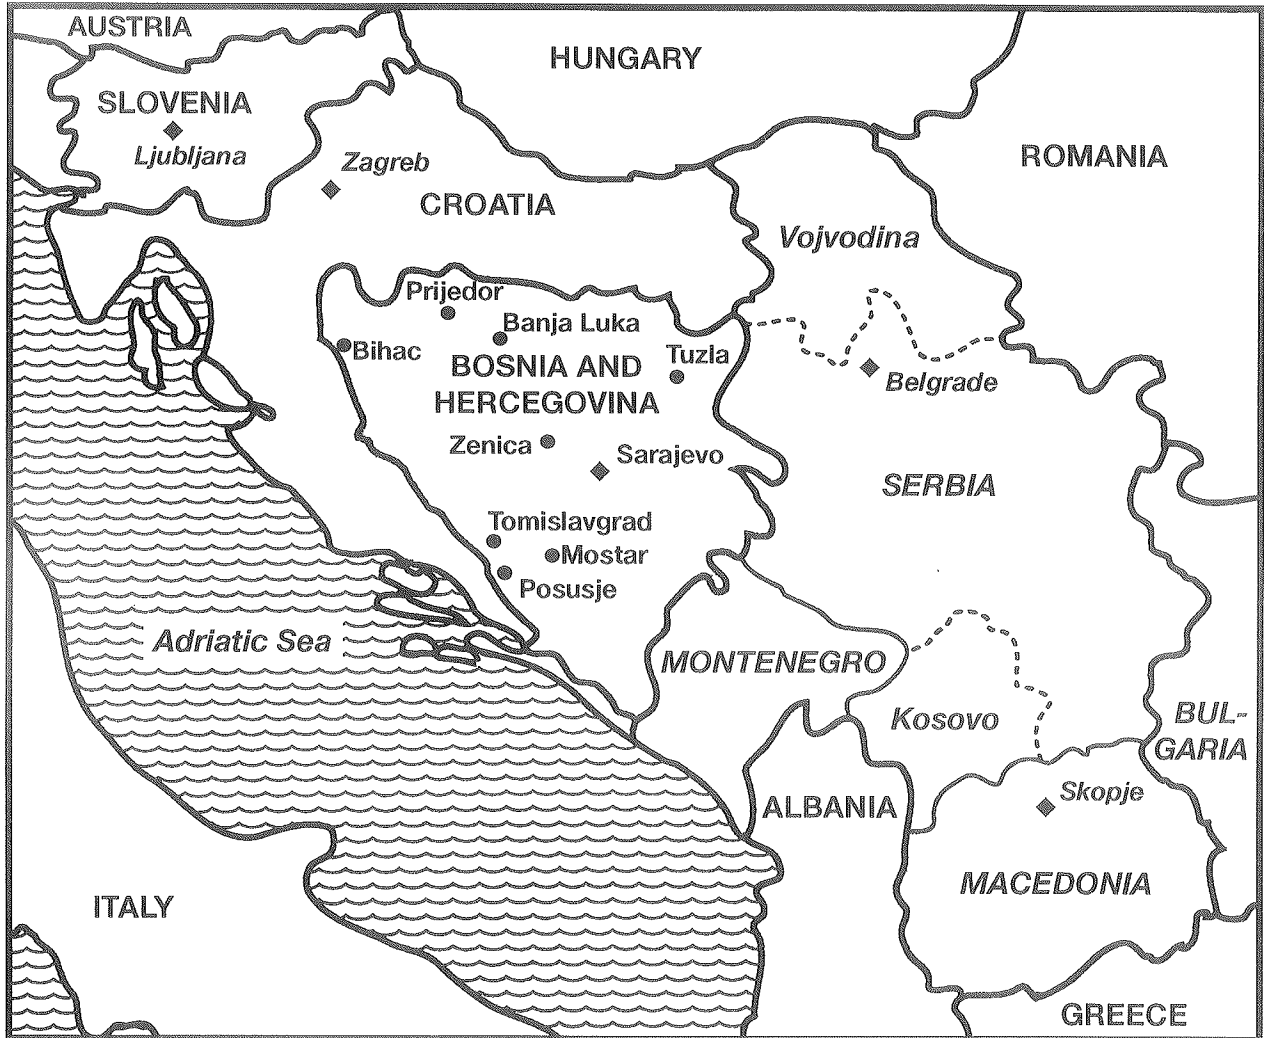 AUSTRIA
HUNGARY
SLOVENIA
Ljubljana
Zagreb
ROMANIA
CROATIA
Vojvodina
Prijedor
Banja Luka
Bihac
Tuzla
BOSNIA AND
HERCEGOVINA
Belgrade
Zenica
Sarajevo
SERBIA
Tomislavgrad
Mostar
Posusje
Adriatic Sea
MONTENEGRO
Kosovo
BUL-
GARIA
Skopje
ALBANIA
MACEDONIA
ITALY
GREECE